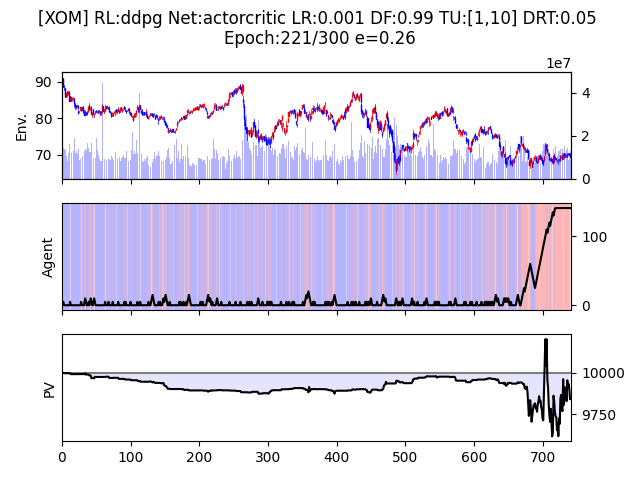 [XOM] RL:ddpg Net:actorcritic LR:0.001 DF:0.99 TU:[1,10] DRT:0.05
Epoch:221/300 e=0.26
1e7
90
80
70
Env.
4
2
0
Agent
100
0
PV
10000
9750
0 100 200 300 400 500 600 700